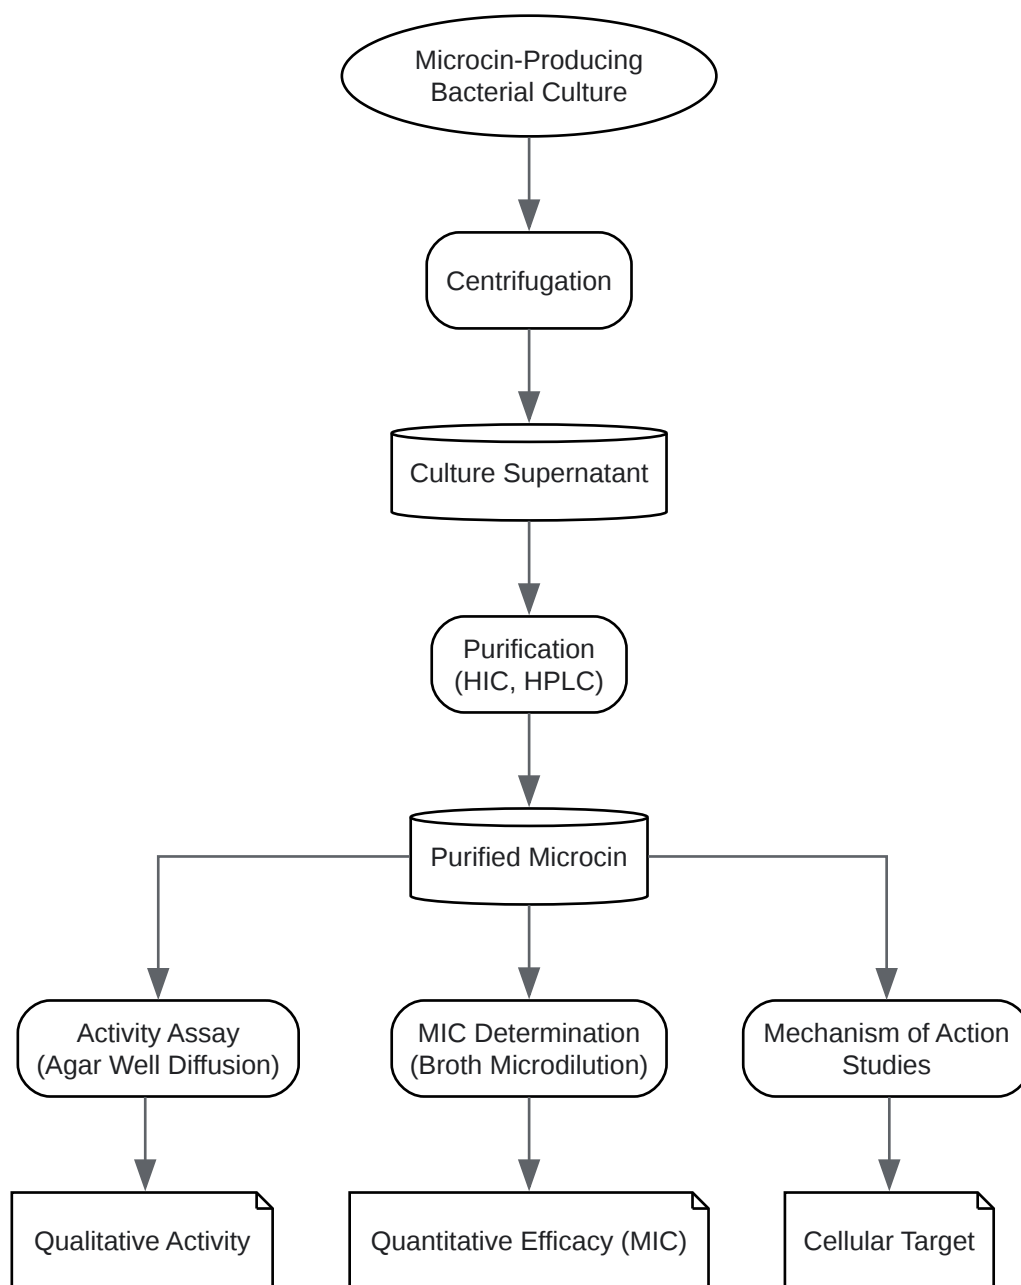 Microcin-Producing
Bacterial Culture
Centrifugation
Culture Supernatant
Purification
(HIC, HPLC)
Purified Microcin
Activity Assay
(Agar Well Diffusion)
MIC Determination
(Broth Microdilution)
Mechanism of Action
Studies
Qualitative Activity
Quantitative Efficacy (MIC)
Cellular Target